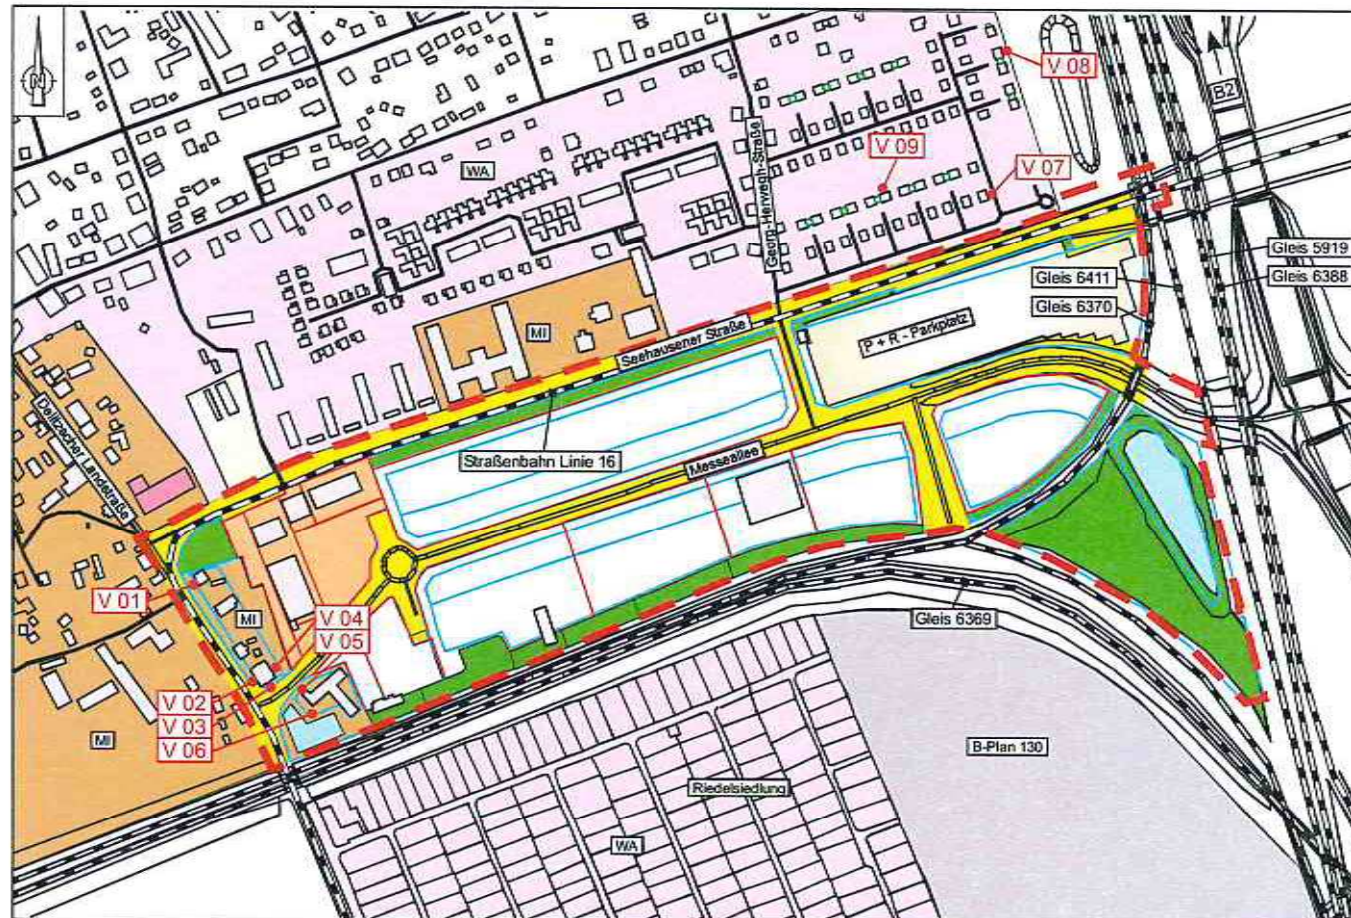 N
V 08
B2
WA
V 09
V 07
Georg-Herwegh-Straße
Gleis 5919
Gleis 6411
Gleis 6388
Gleis 6370
MI
Seehausener Straße
P + R - Parkplatz
Delitzscher Landstraße
Straßenbahn Linie 16
Messeallee
V 01
V 04
MI
Gleis 6369
V 05
V 02
V 03
MI
V 06
B-Plan 130
Riedelsiedlung
WA